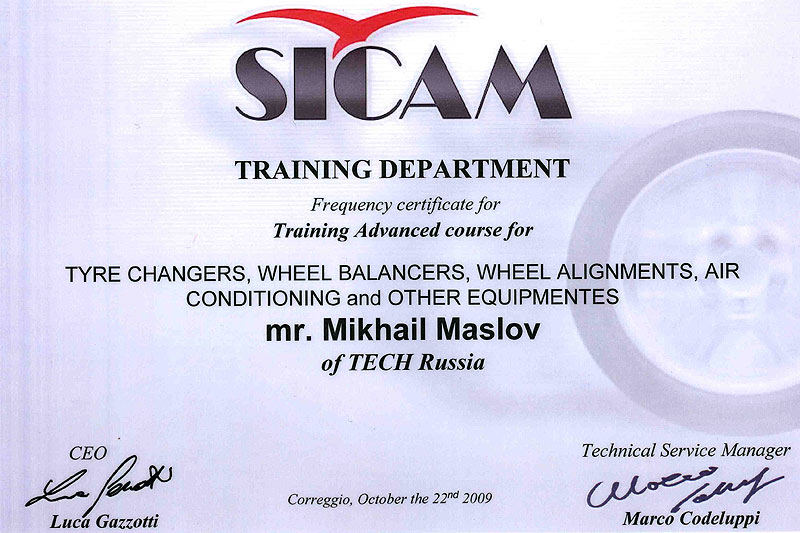 SICAM
TRAINING DEPARTMENT
Frequency certificate for
Training Advanced course for
TYRE CHANGERS, WHEEL BALANCERS, WHEEL ALIGNMENTS, AIR
CONDITIONING and OTHER EQUIPMENTES
mr. Mikhail Maslov
of TECH Russia
CEO
Luca Gazzotti
Correggio, October the 22nd 2009
Technical Service Manager
Marco Codeluppi